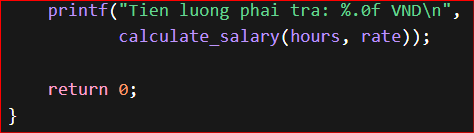 printf("Tien luong phai tra: %.0f VND\n",
calculate_salary(hours, rate));
return 0;
}